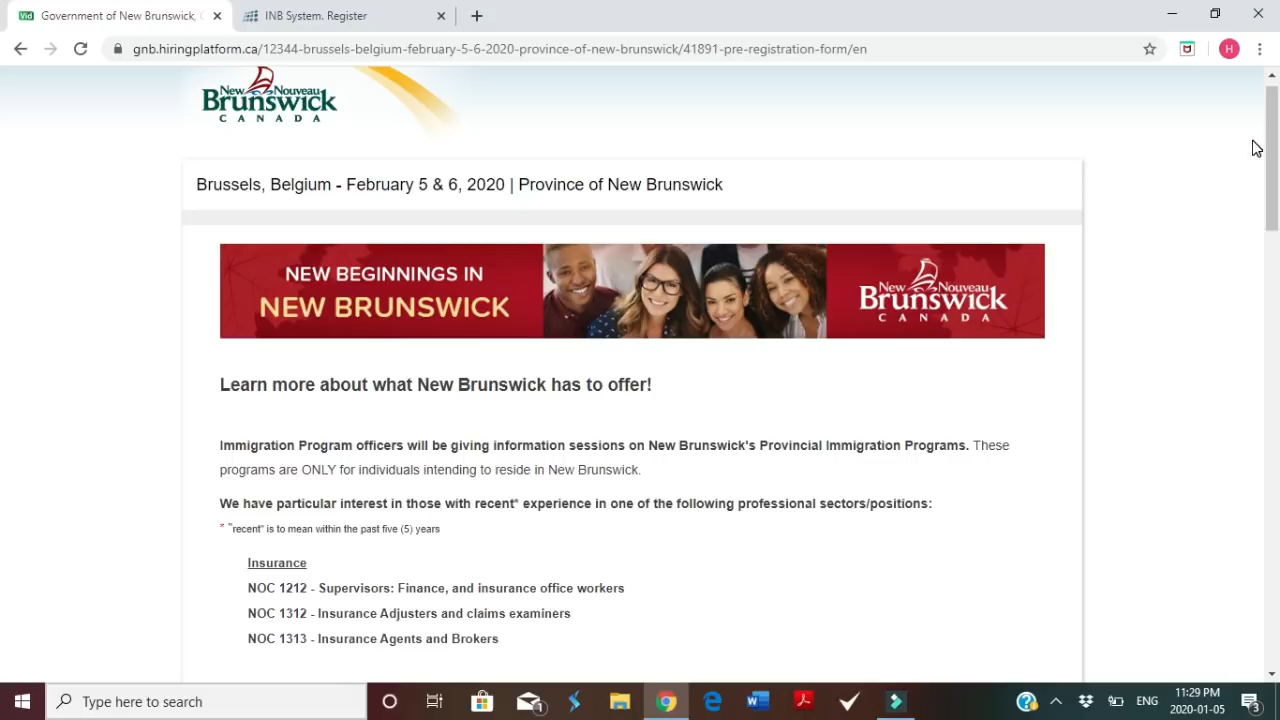 Government of New Brunswick, C
INB System. Register
gnb.hiringplatform.ca/12344-brussels-belgium-february-5-6-2020-province-of-new-brunswick/41891-pre-registration-form/en
H
New Nouveau
Brunswick
CANADA
Brussels, Belgium - February 5 & 6, 2020 | Province of New Brunswick
NEW BEGINNINGS IN
NEW BRUNSWICK
New Nouveau
Brunswick
CANADA
Learn more about what New Brunswick has to offer!
Immigration Program officers will be giving information sessions on New Brunswick's Provincial Immigration Programs. These
programs are ONLY for individuals intending to reside in New Brunswick.
We have particular interest in those with recent* experience in one of the following professional sectors/positions:
* "recent" is to mean within the past five (5) years
Insurance
NOC 1212 - Supervisors: Finance, and insurance office workers
NOC 1312 - Insurance Adjusters and claims examiners
NOC 1313 - Insurance Agents and Brokers
Type here to search
1
ENG
11:29 PM
2020-01-05
3